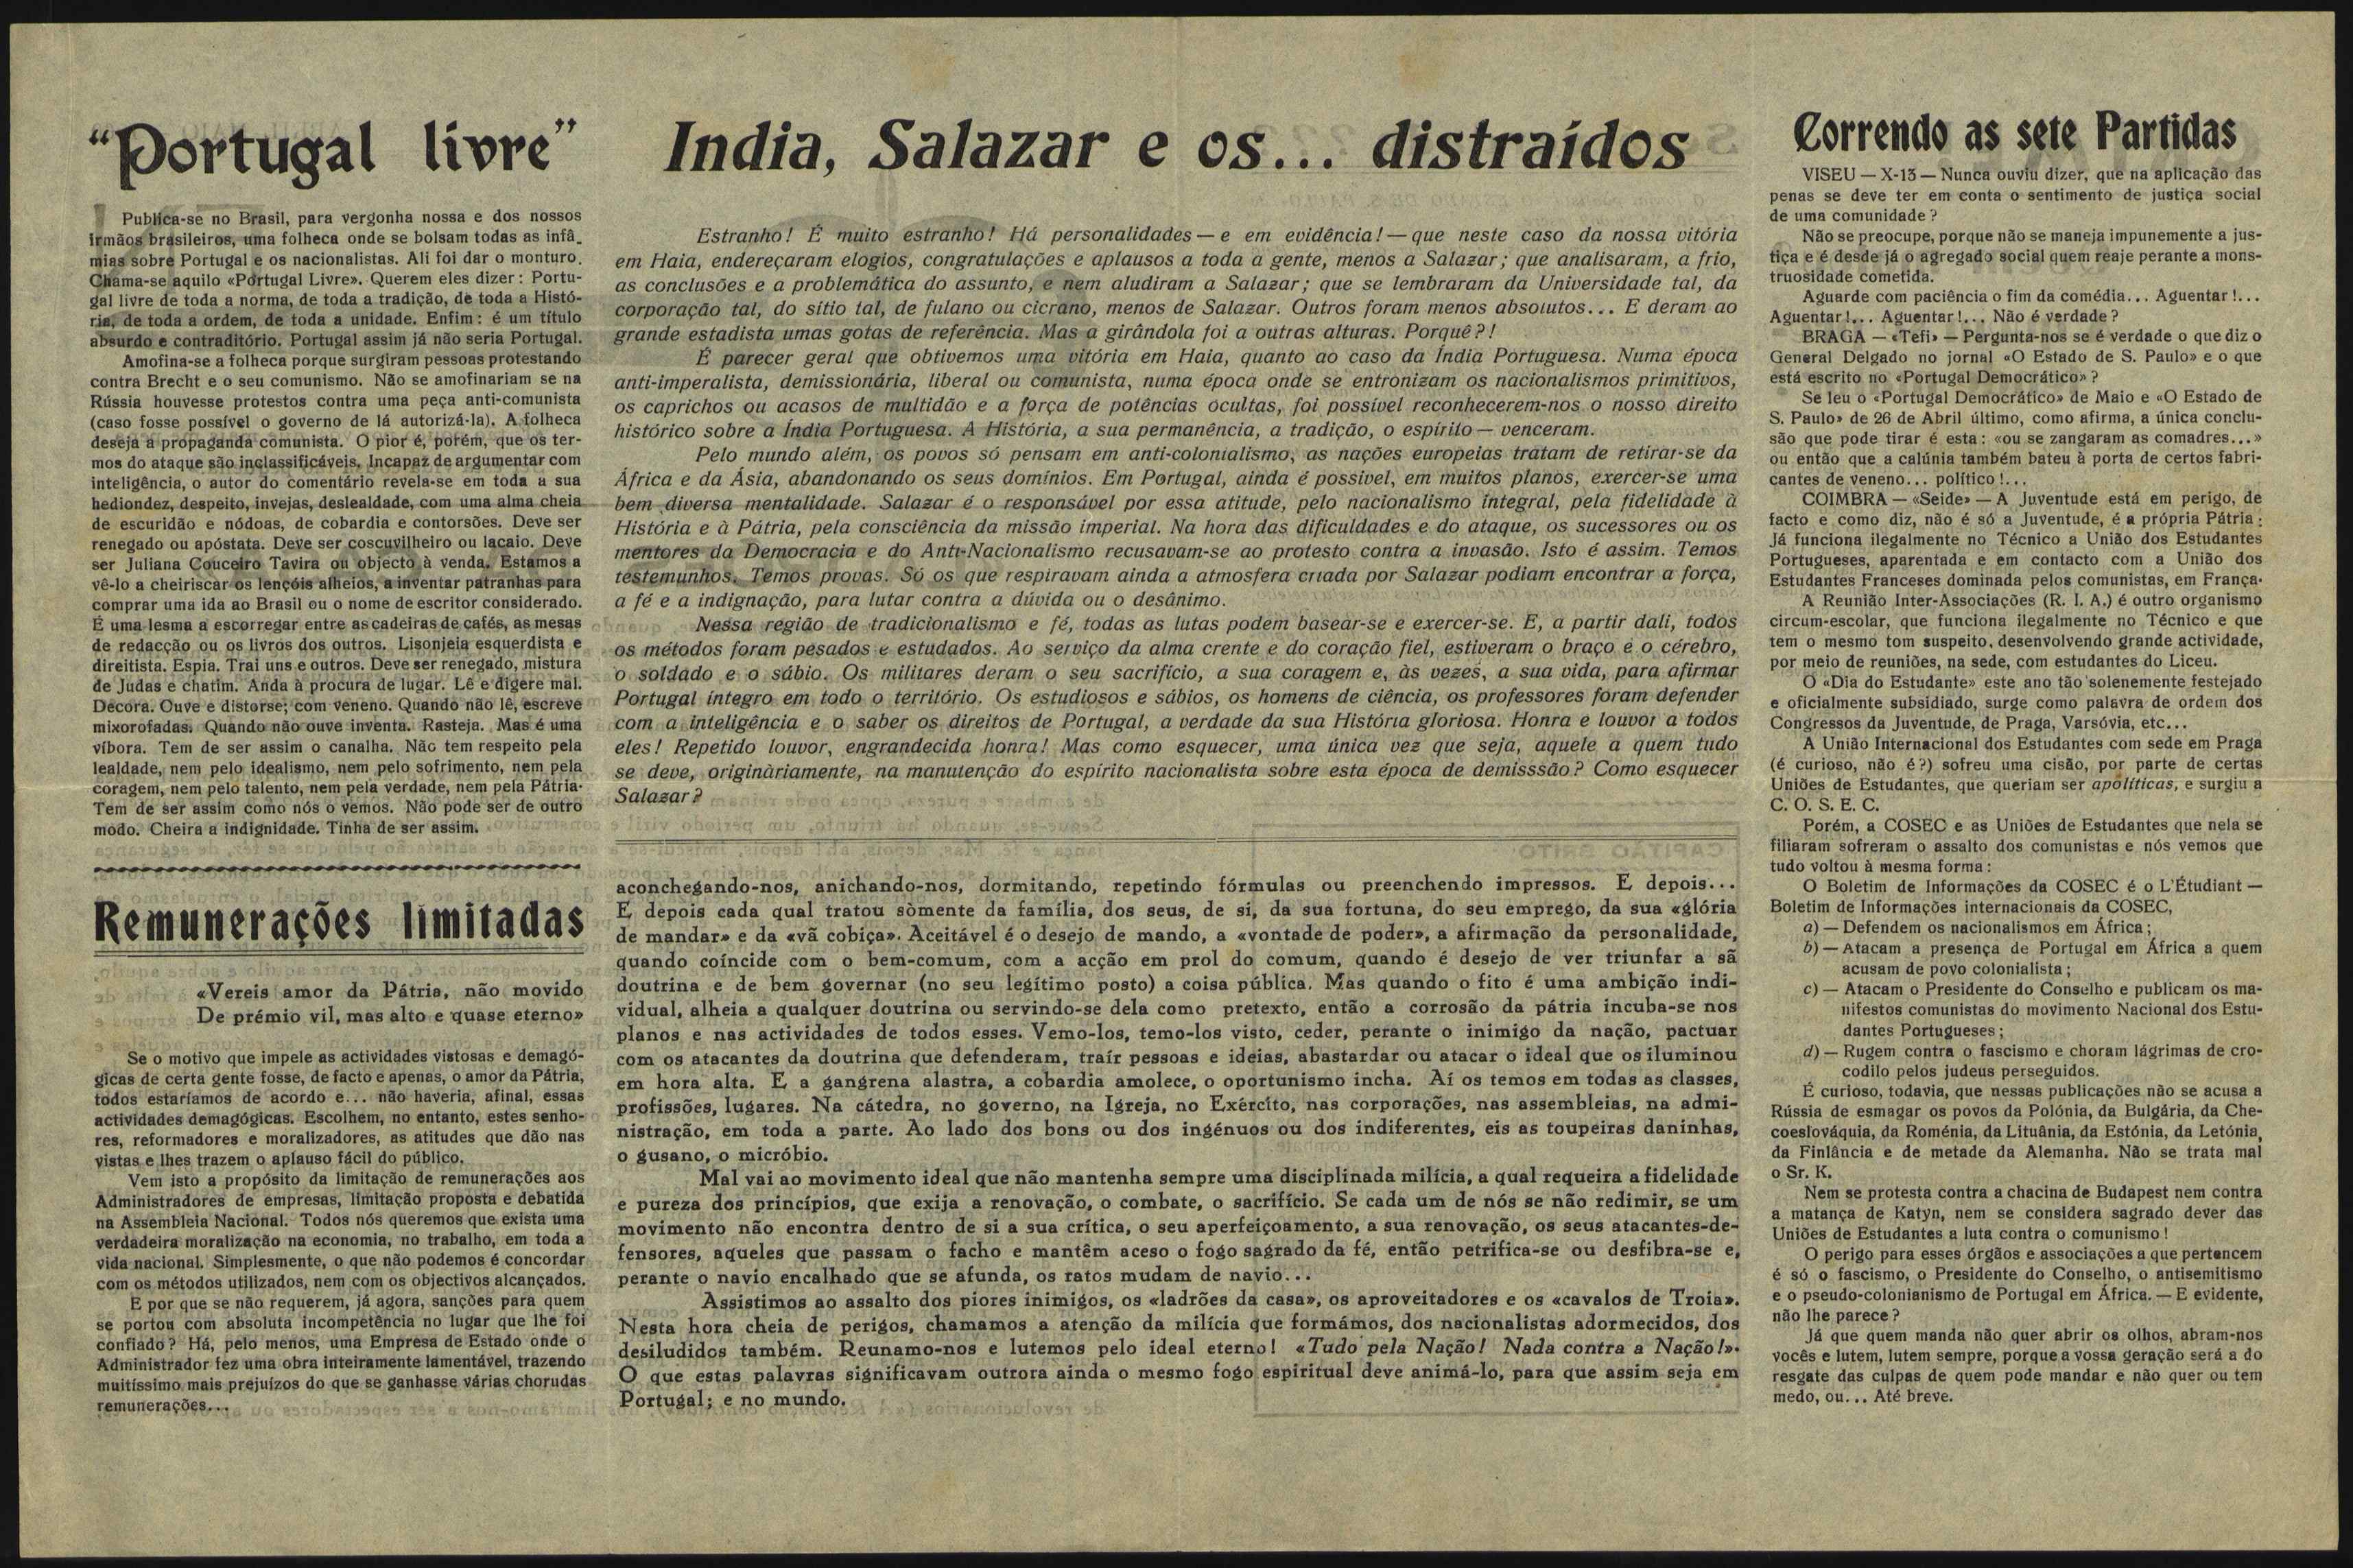 “Portugal livre”
Publica-se no Brasil, para vergonha nossa e dos nossos
irmãos brasileiros, uma folheca onde se bolsam todas as infâ-
mias sobre Portugal e os nacionalistas. Ali foi dar o monturo.
Chama-se aquilo «Portugal Livre». Querem eles dizer: Portu-
gal livre de toda a norma, de toda a tradição, de toda a Histó-
ria, de toda a ordem, de toda a unidade. Enfim: é um título
absurdo e contraditório. Portugal assim já não seria Portugal.
Amofina-se a folheca porque surgiram pessoas protestando
contra Brecht e o seu comunismo. Não se amofinariam se na
Rússia houvesse protestos contra uma peça anti-comunista
(caso fosse possível o governo de lá autorizá-la). A folheca
deseja a propaganda comunista. O pior é, porém, que os ter-
mos do ataque são inclassificáveis. Incapaz de argumentar com
inteligência, o autor do comentário revela-se em toda a sua
hediondez, despeito, invejas, deslealdade, com uma alma cheia
de escuridão e nódoas, de cobardia e contorsões. Deve ser
renegado ou apóstata. Deve ser coscuvilheiro ou lacaio. Deve
ser Juliana Couceiro Tavira ou objecto à venda. Estamos a
vê-lo a cheiriscar os lençóis alheios, a inventar patranhas para
comprar uma ida ao Brasil ou o nome de escritor considerado.
É uma lesma a escorregar entre as cadeiras de cafés, as mesas
de redacção ou os livros dos outros. Lisonjeia esquerdista e
direitista. Espia. Trai uns e outros. Deve ser renegado, mistura
de Judas e chatim. Anda à procura de lugar. Lê e digere mal.
Decora. Ouve e distorse; com veneno. Quando não lê, escreve
mixorofadas. Quando não ouve inventa. Rasteja. Mas é uma
víbora. Tem de ser assim o canalha. Não tem respeito pela
lealdade, nem pelo idealismo, nem pelo sofrimento, nem pela
coragem, nem pelo talento, nem pela verdade, nem pela Pátria.
Tem de ser assim como nós o vemos. Não pode ser de outro
modo. Cheira a indignidade. Tinha de ser assim.
Remunerações limitadas
«Vereis amor da Pátria, não movido
De prémio vil, mas alto e quase eterno»
Se o motivo que impele as actividades vistosas e demagó-
gicas de certa gente fosse, de facto e apenas, o amor da Pátria,
todos estaríamos de acordo e... não haveria, afinal, essas
actividades demagógicas. Escolhem, no entanto, estes senho-
res, reformadores e moralizadores, as atitudes que dão nas
vistas e lhes trazem o aplauso fácil do público.
Vem isto a propósito da limitação de remunerações aos
Administradores de empresas, limitação proposta e debatida
na Assembleia Nacional. Todos nós queremos que exista uma
verdadeira moralização na economia, no trabalho, em toda a
vida nacional. Simplesmente, o que não podemos é concordar
com os métodos utilizados, nem com os objectivos alcançados.
E por que se não requerem, já agora, sanções para quem
se portou com absoluta incompetência no lugar que lhe foi
confiado? Há, pelo menos, uma Empresa de Estado onde o
Administrador fez uma obra inteiramente lamentável, trazendo
muitíssimo mais prejuízos do que se ganhasse várias chorudas
remunerações...
India, Salazar e os... distraídos
Estranho! É muito estranho! Há personalidades — e em evidência! — que neste caso da nossa vitória
em Haia, endereçaram elogios, congratulações e aplausos a toda a gente, menos a Salazar; que analisaram, a frio,
as conclusões e a problemática do assunto, e nem aludiram a Salazar; que se lembraram da Universidade tal, da
corporação tal, do sítio tal, de fulano ou cicrano, menos de Salazar. Outros foram menos absolutos... E deram ao
grande estadista umas gotas de referência. Mas a girândola foi a outras alturas. Porquê?!
É parecer geral que obtivemos uma vitória em Haia, quanto ao caso da Índia Portuguesa. Numa época
anti-imperalista, demissionária, liberal ou comunista, numa época onde se entronizam os nacionalismos primitivos,
os caprichos ou acasos de multidão e a força de potências ocultas, foi possível reconhecerem-nos o nosso direito
histórico sobre a Índia Portuguesa. A História, a sua permanência, a tradição, o espírito — venceram.
Pelo mundo além, os povos só pensam em anti-colonialismo, as nações europeias tratam de retirar-se da
África e da Ásia, abandonando os seus domínios. Em Portugal, ainda é possivel, em muitos planos, exercer-se uma
bem diversa mentalidade. Salazar é o responsável por essa atitude, pelo nacionalismo integral, pela fidelidade à
História e à Pátria, pela consciência da missão imperial. Na hora das dificuldades e do ataque, os sucessores ou os
mentores da Democracia e do Anti-Nacionalismo recusavam-se ao protesto contra a invasão. Isto é assim. Temos
testemunhos. Temos provas. Só os que respiravam ainda a atmosfera criada por Salazar podiam encontrar a força,
a fé e a indignação, para lutar contra a dúvida ou o desânimo.
Nessa região de tradicionalismo e fé, todas as lutas podem basear-se e exercer-se. E, a partir dali, todos
os métodos foram pesados e estudados. Ao serviço da alma crente e do coração fiel, estiveram o braço e o cérebro,
o soldado e o sábio. Os militares deram o seu sacrifício, a sua coragem e, às vezes, a sua vida, para afirmar
Portugal íntegro em todo o território. Os estudiosos e sábios, os homens de ciência, os professores foram defender
com a inteligência e o saber os direitos de Portugal, a verdade da sua História gloriosa. Honra e louvor a todos
eles! Repetido louvor, engrandecida honra! Mas como esquecer, uma única vez que seja, aquele a quem tudo
se deve, originàriamente, na manutenção do espírito nacionalista sobre esta época de demisssão? Como esquecer
Salazar?
aconchegando-nos, anichando-nos, dormitando, repetindo fórmulas ou preenchendo impressos. E depois...
E depois cada qual tratou sòmente da família, dos seus, de si, da sua fortuna, do seu emprego, da sua «glória
de mandar» e da «vã cobiça». Aceitável é o desejo de mando, a «vontade de poder», a afirmação da personalidade,
quando coíncide com o bem-comum, com a acção em prol do comum, quando é desejo de ver triunfar a sã
doutrina e de bem governar (no seu legítimo posto) a coisa pública. Mas quando o fito é uma ambição indi-
vidual, alheia a qualquer doutrina ou servindo-se dela como pretexto, então a corrosão da pátria incuba-se nos
planos e nas actividades de todos esses. Vemo-los, temo-los visto, ceder, perante o inimigo da nação, pactuar
com os atacantes da doutrina que defenderam, traír pessoas e ideias, abastardar ou atacar o ideal que os iluminou
em hora alta. E a gangrena alastra, a cobardia amolece, o oportunismo incha. Aí os temos em todas as classes,
profissões, lugares. Na cátedra, no governo, na Igreja, no Exército, nas corporações, nas assembleias, na admi-
nistração, em toda a parte. Ao lado dos bons ou dos ingénuos ou dos indiferentes, eis as toupeiras daninhas,
o gusano, o micróbio.
Mal vai ao movimento ideal que não mantenha sempre uma disciplinada milícia, a qual requeira a fidelidade
e pureza dos princípios, que exija a renovação, o combate, o sacrifício. Se cada um de nós se não redimir, se um
movimento não encontra dentro de si a sua crítica, o seu aperfeiçoamento, a sua renovação, os seus atacantes-de-
fensores, aqueles que passam o facho e mantêm aceso o fogo sagrado da fé, então petrifica-se ou desfibra-se e,
perante o navio encalhado que se afunda, os ratos mudam de navio...
Assistimos ao assalto dos piores inimigos, os «ladrões da casa», os aproveitadores e os «cavalos de Troia».
Nesta hora cheia de perigos, chamamos a atenção da milícia que formámos, dos nacionalistas adormecidos, dos
desiludidos também. Reunamo-nos e lutemos pelo ideal eterno! «Tudo pela Nação! Nada contra a Nação!».
O que estas palavras significavam outrora ainda o mesmo fogo espiritual deve animá-lo, para que assim seja em
Portugal; e no mundo.
Correndo as sete Partidas
VISEU — X-13 — Nunca ouviu dizer, que na aplicação das
penas se deve ter em conta o sentimento de justiça social
de uma comunidade?
Não se preocupe, porque não se maneja impunemente a jus-
tiça e é desde já o agregado social quem reaje perante a mons-
truosidade cometida.
Aguarde com paciência o fim da comédia... Aguentar!...
Aguentar!... Aguentar!... Não é verdade?
BRAGA — «Tefi» — Pergunta-nos se é verdade o que diz o
General Delgado no jornal «O Estado de S. Paulo» e o que
está escrito no «Portugal Democrático»?
Se leu o «Portugal Democrático» de Maio e «O Estado de
S. Paulo» de 26 de Abril último, como afirma, a única conclu-
são que pode tirar é esta: «ou se zangaram as comadres...»
ou então que a calúnia também bateu à porta de certos fabri-
cantes de veneno... político!...
COIMBRA — «Seide» — A Juventude está em perigo, de
facto e como diz, não é só a Juventude, é a própria Pátria:
Já funciona ilegalmente no Técnico a União dos Estudantes
Portugueses, aparentada e em contacto com a União dos
Estudantes Franceses dominada pelos comunistas, em França.
A Reunião Inter-Associações (R. I. A.) é outro organismo
circum-escolar, que funciona ilegalmente no Técnico e que
tem o mesmo tom suspeito, desenvolvendo grande actividade,
por meio de reuniões, na sede, com estudantes do Liceu.
O «Dia do Estudante» este ano tão solenemente festejado
e oficialmente subsidiado, surge como palavra de ordem dos
Congressos da Juventude, de Praga, Varsóvia, etc...
A União Internacional dos Estudantes com sede em Praga
(é curioso, não é?) sofreu uma cisão, por parte de certas
Uniões de Estudantes, que queriam ser apolíticas, e surgiu a
C. O. S. E. C.
Porém, a COSEC e as Uniões de Estudantes que nela se
filiaram sofreram o assalto dos comunistas e nós vemos que
tudo voltou à mesma forma:
O Boletim de Informações da COSEC é o L'Étudiant —
Boletim de Informações internacionais da COSEC,
a) — Defendem os nacionalismos em África;
b) — Atacam a presença de Portugal em África a quem
acusam de povo colonialista;
c) — Atacam o Presidente do Conselho e publicam os ma-
nifestos comunistas do movimento Nacional dos Estu-
dantes Portugueses;
d) — Rugem contra o fascismo e choram lágrimas de cro-
codilo pelos judeus perseguidos.
É curioso, todavia, que nessas publicações não se acusa a
Rússia de esmagar os povos da Polónia, da Bulgária, da Che-
coeslováquia, da Roménia, da Lituânia, da Estónia, da Letónia,
da Finlância e de metade da Alemanha. Não se trata mal
o Sr. K.
Nem se protesta contra a chacina de Budapest nem contra
a matança de Katyn, nem se considera sagrado dever das
Uniões de Estudantes a luta contra o comunismo!
O perigo para esses órgãos e associações a que pertencem
é só o fascismo, o Presidente do Conselho, o antisemitismo
e o pseudo-colonianismo de Portugal em África. — E evidente,
não lhe parece?
Já que quem manda não quer abrir os olhos, abram-nos
vocês e lutem, lutem sempre, porque a vossa geração será a do
resgate das culpas de quem pode mandar e não quer ou tem
medo, ou... Até breve.